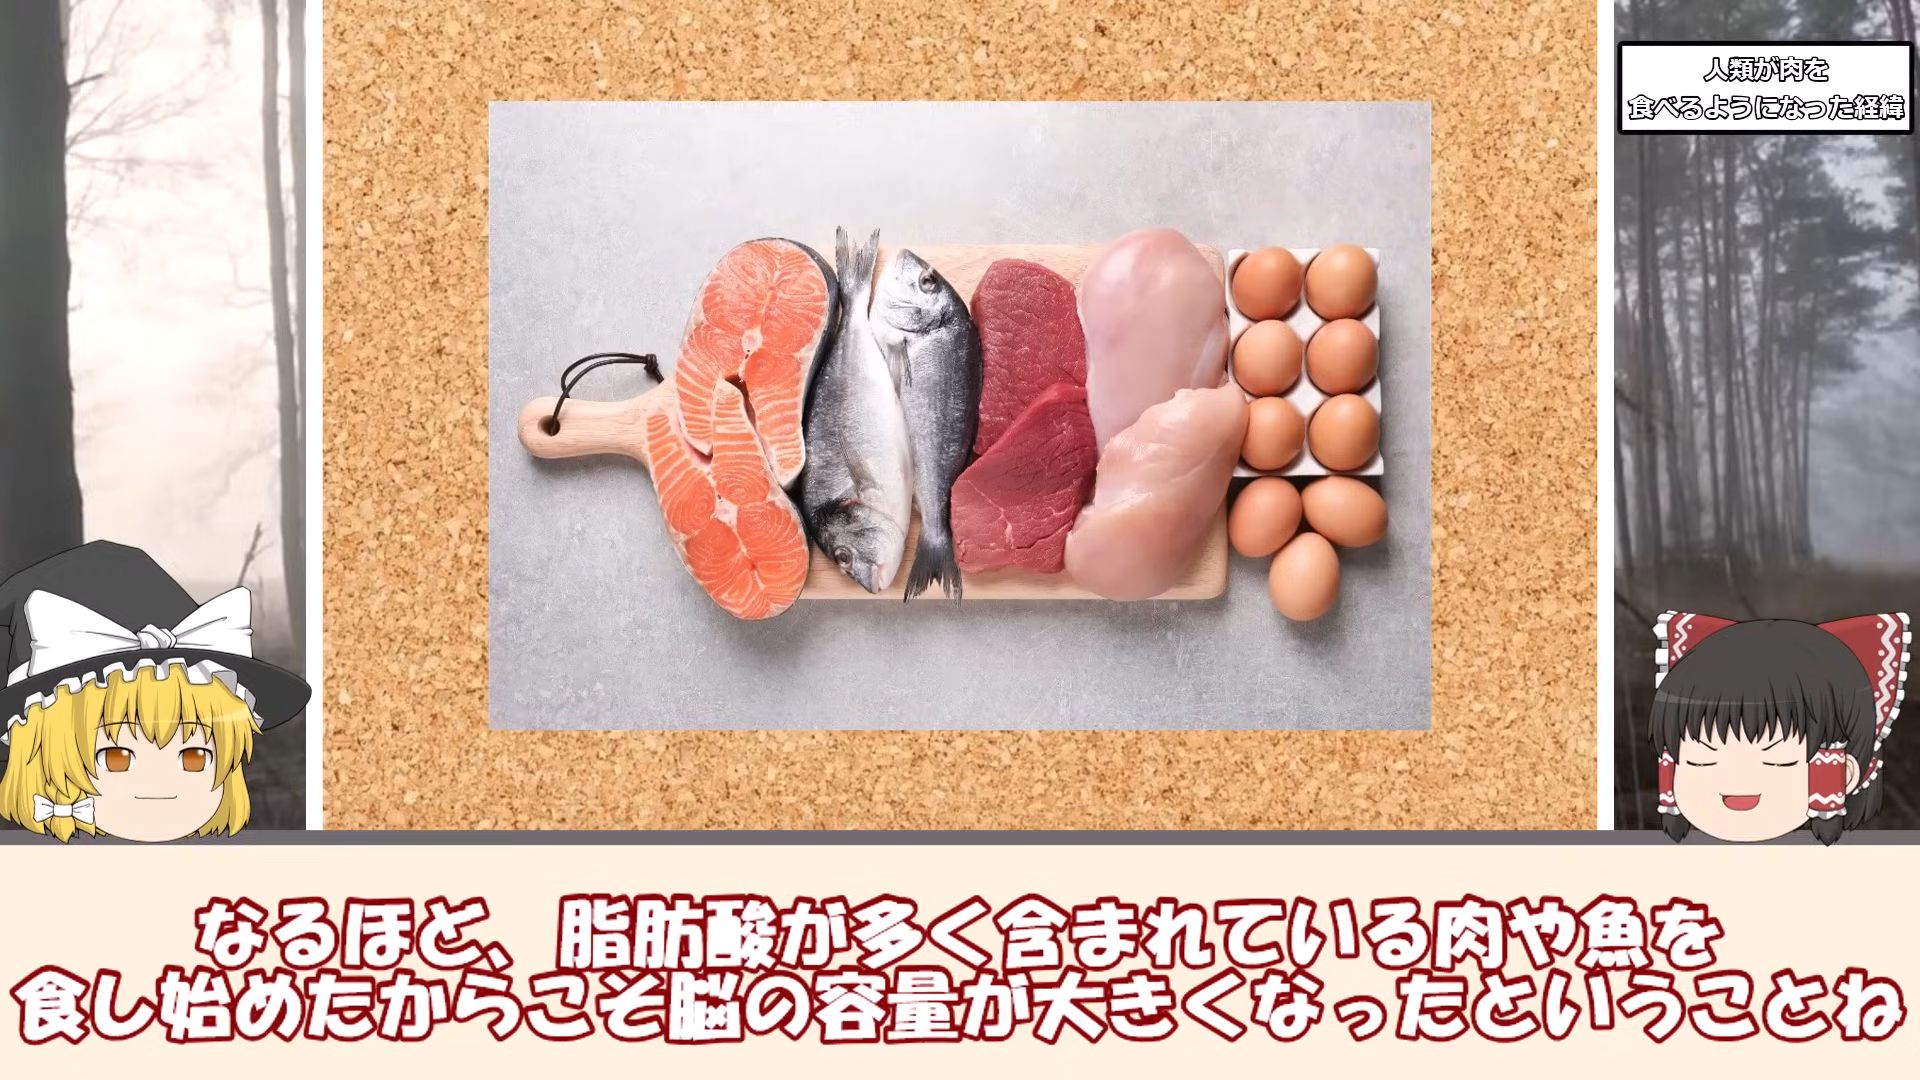 人類が肉を
食べるようになった経緯
なるほと、脂肪酸が多く含まれている肉や魚を
食し始めたからこそ脳の容量が大きくなったということね